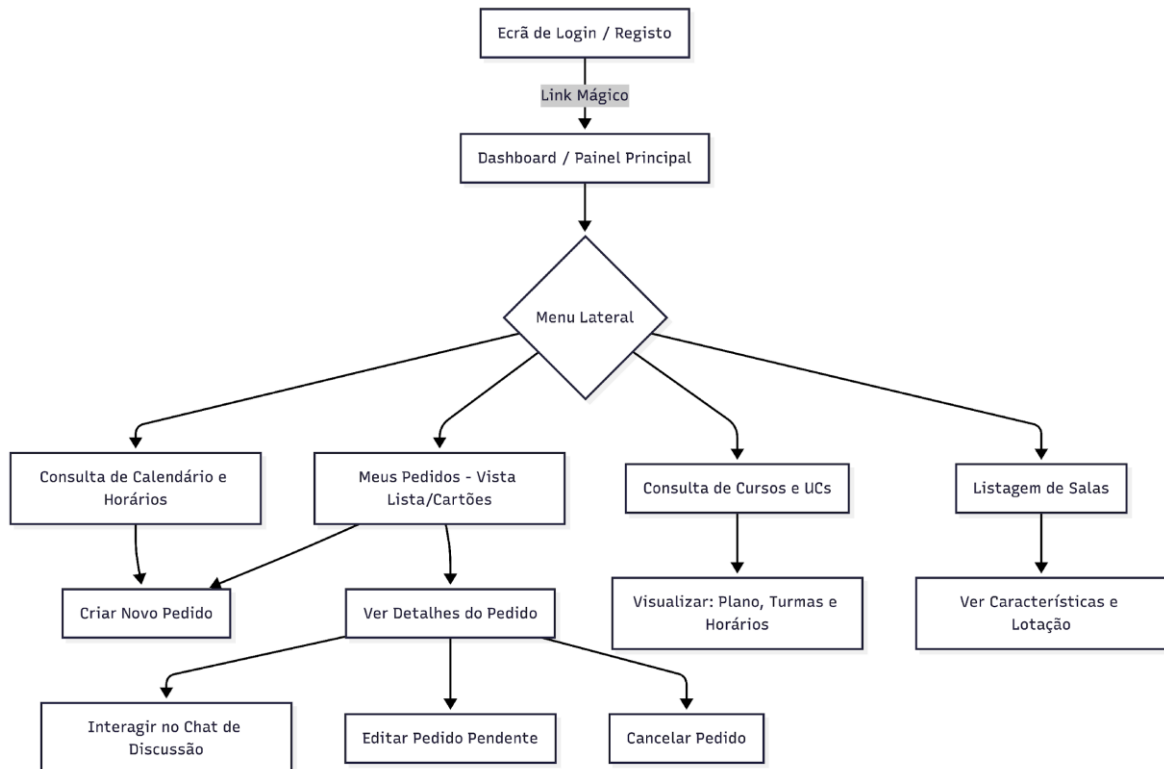 Ecrã de Login / Registo
Link Mágico
Dashboard / Painel Principal
Menu Lateral
Consulta de Calendário e
Horários
Meus Pedidos - Vista
Lista/Cartões
Consulta de Cursos e UCs
Listagem de Salas
Criar Novo Pedido
Ver Detalhes do Pedido
Visualizar: Plano, Turmas e
Horários
Ver Características e
Lotação
Interagir no Chat de
Discussão
Editar Pedido Pendente
Cancelar Pedido